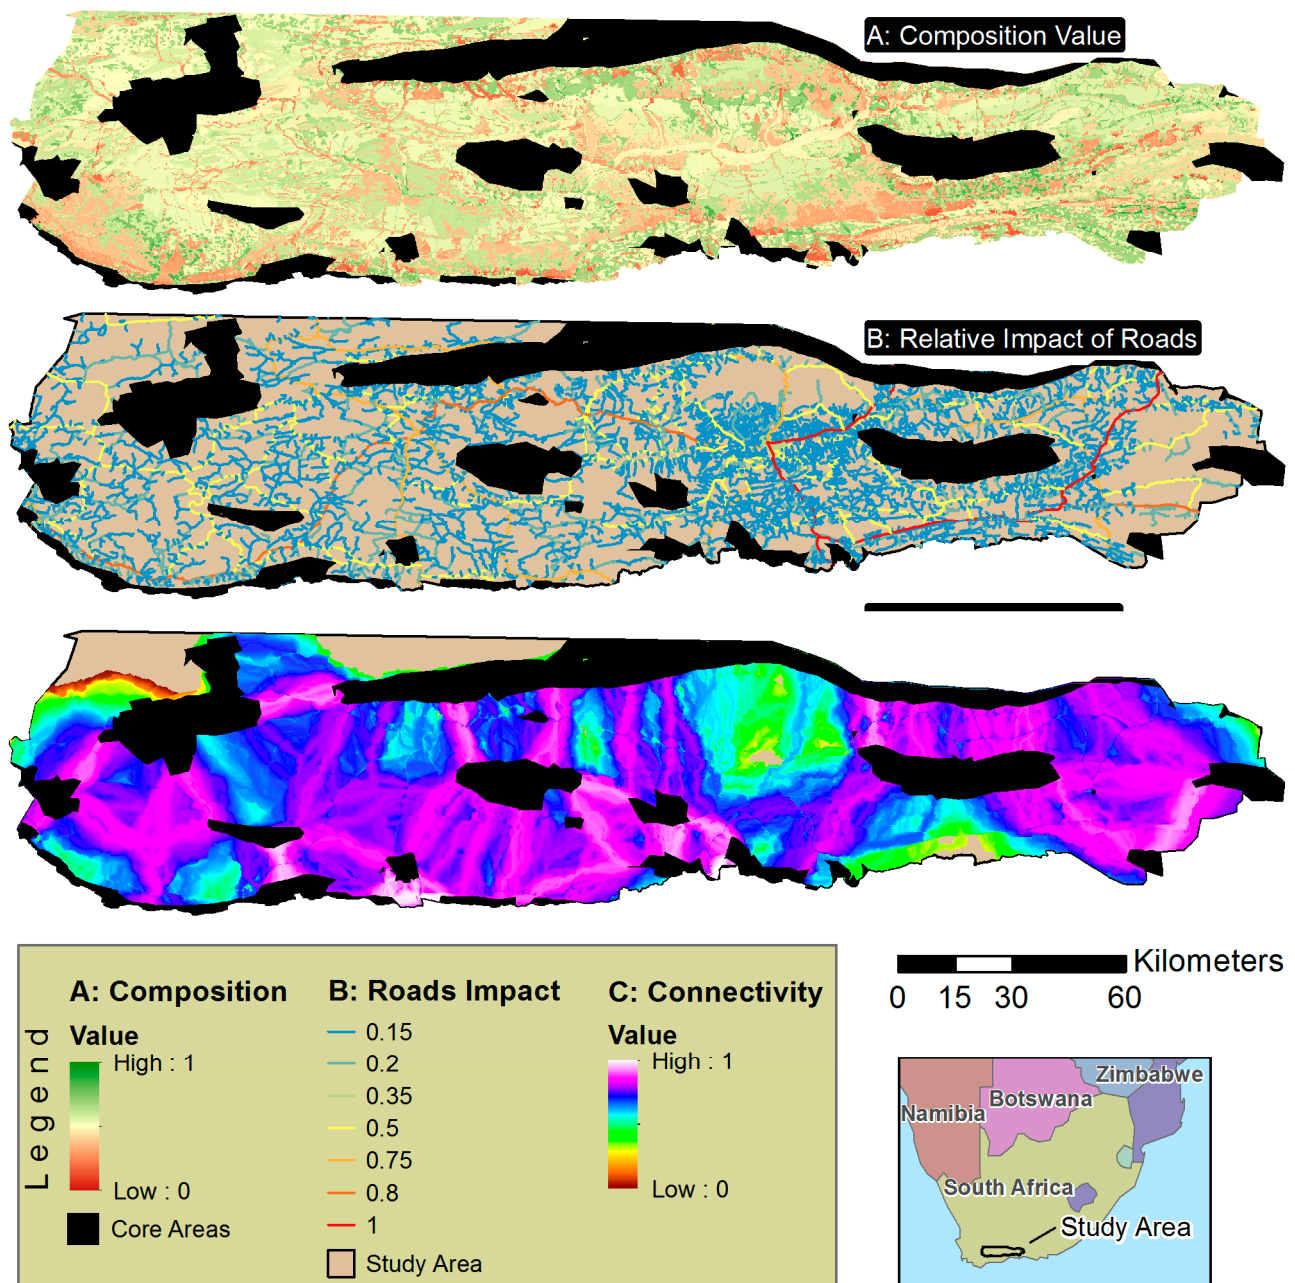 A: Composition Value
B: Relative Impact of Roads
Legend
A: Composition
Value
High : 1
Low : 0
Core Areas
B: Roads Impact
0.15
0.2
0.35
0.5
0.75
0.8
1
Study Area
C: Connectivity
Value
High : 1
Low : 0
Kilometers
0 15 30 60
Zimbabwe
Botswana
Namibia
South Africa
Study Area